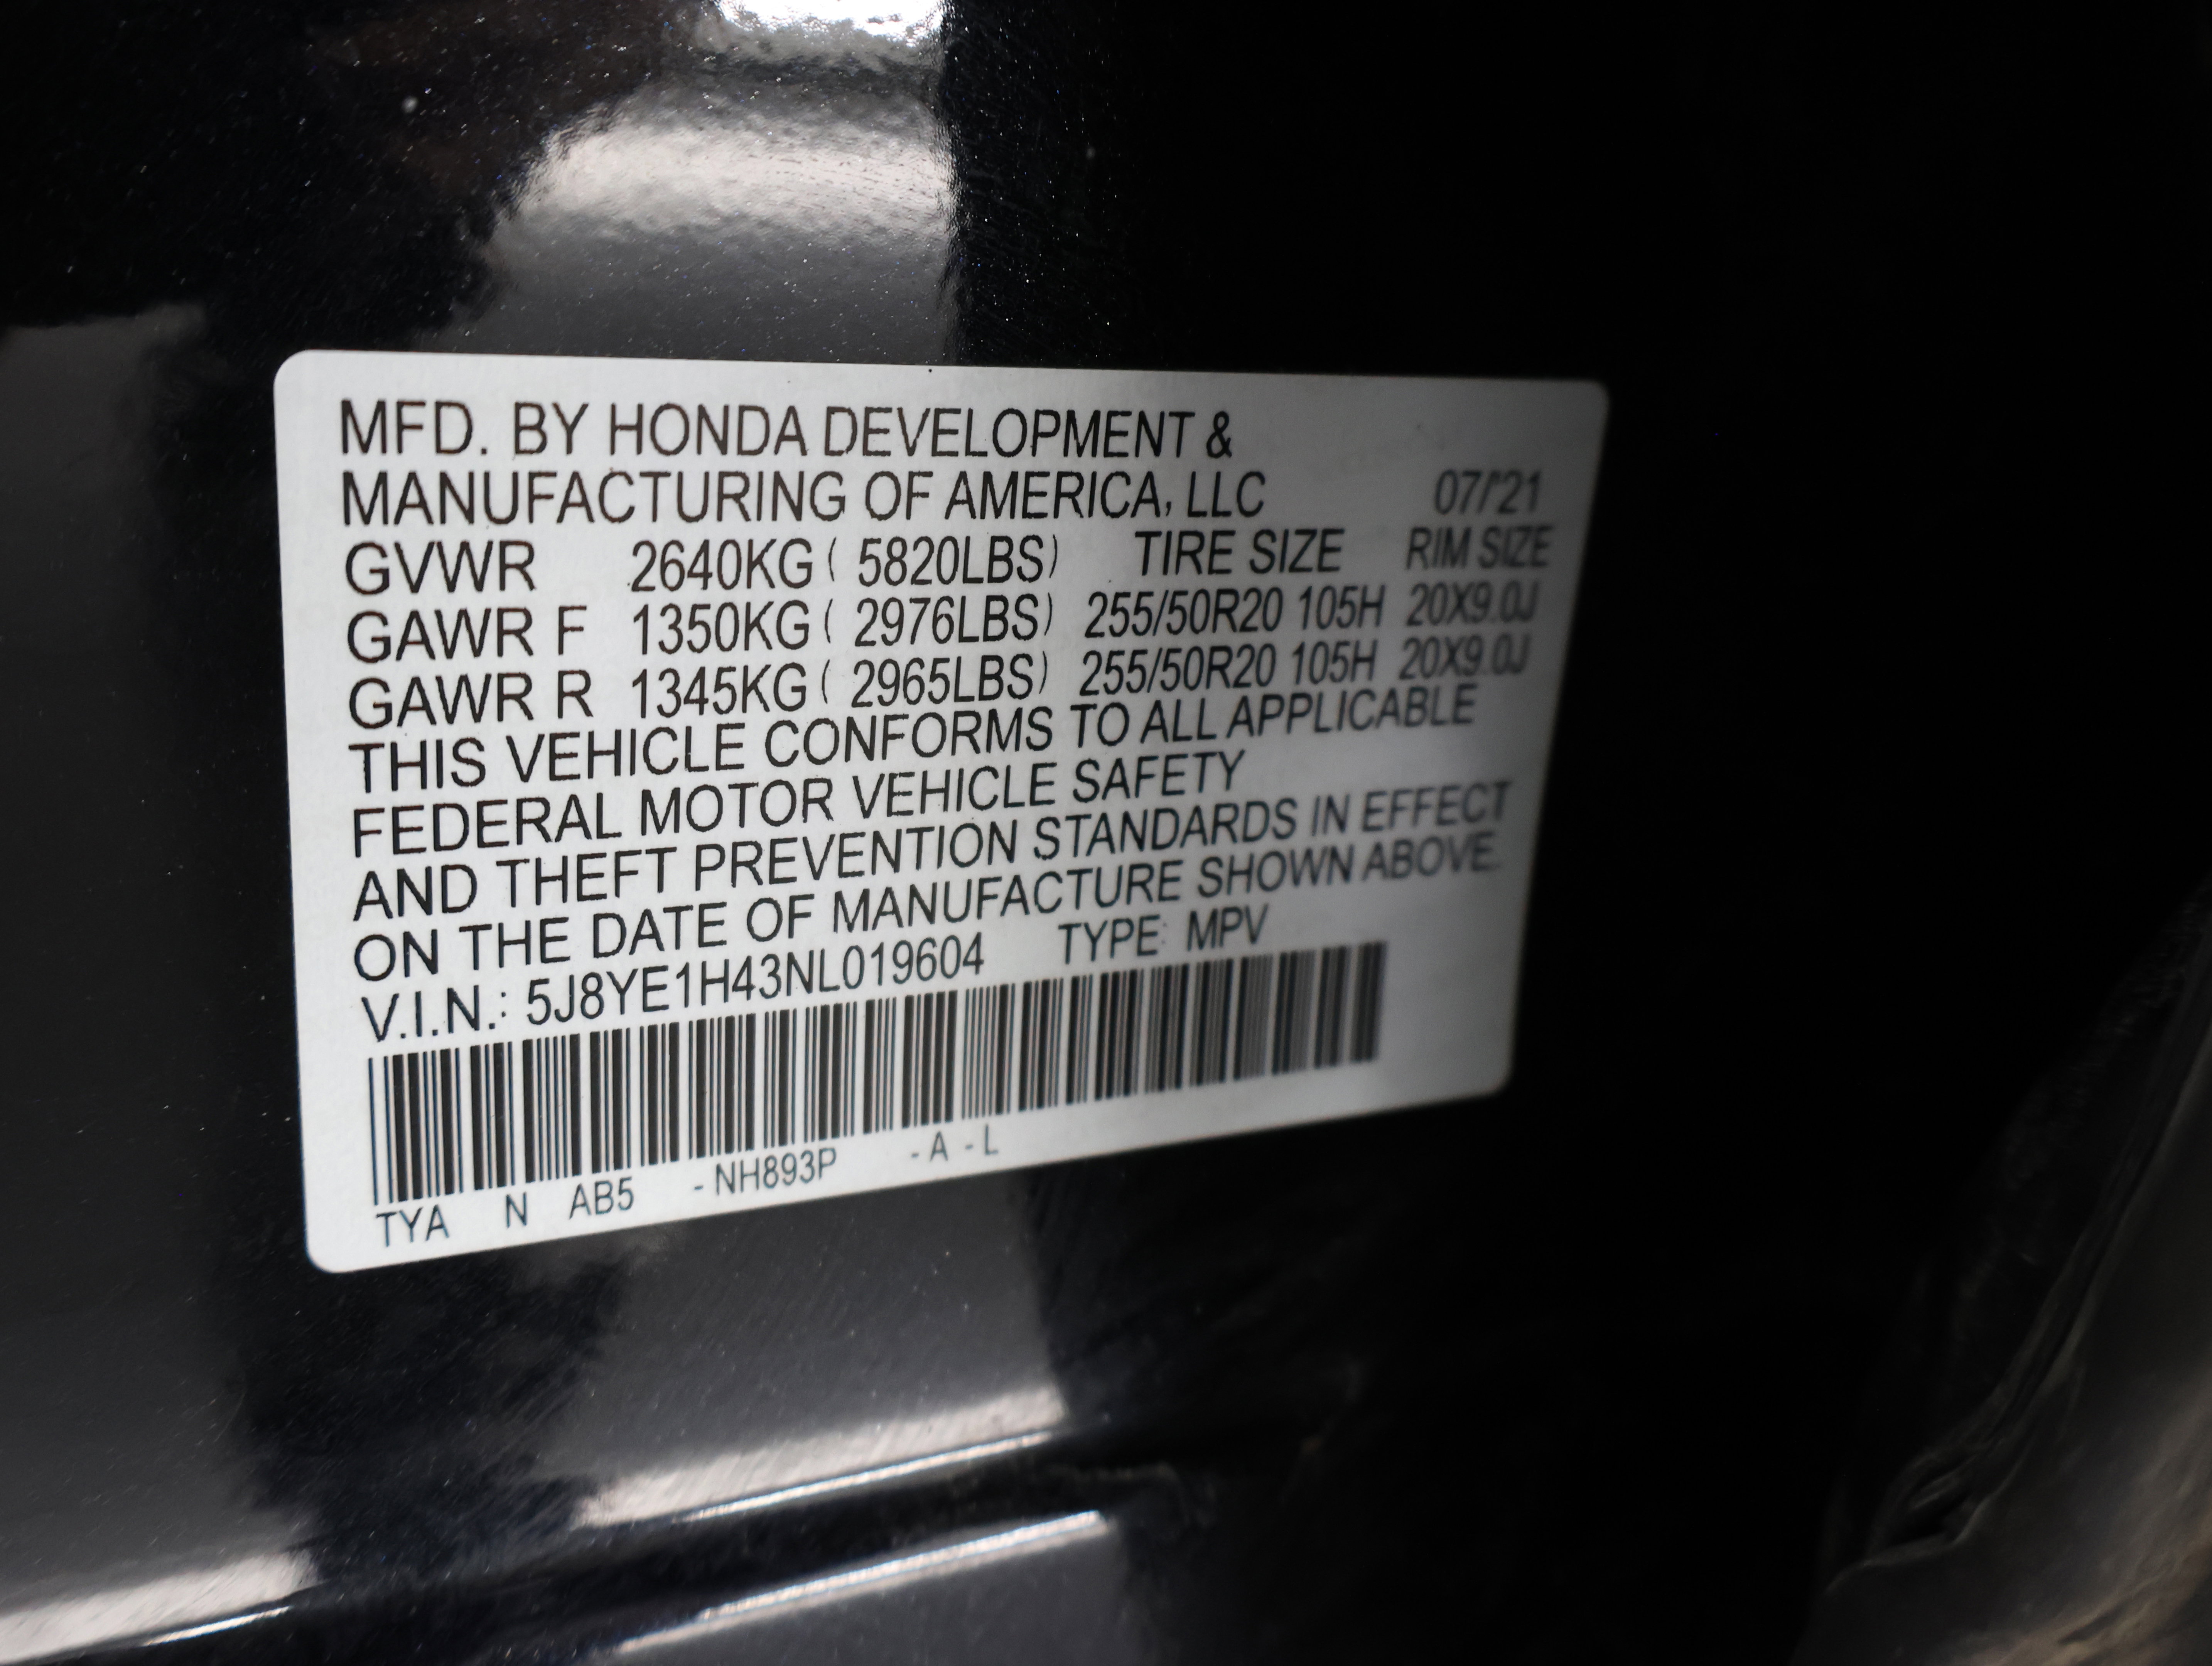 MFD. BY HONDA DEVELOPMENT &
MANUFACTURING OF AMERICA, LLC 07/'21
GVWR 2640KG ( 5820LBS) TIRE SIZE RIM SIZE
GAWR F 1350KG ( 2976LBS) 255/50R20 105H 20X9.0J
GAWR R 1345KG ( 2965LBS) 255/50R20 105H 20X9.0J
THIS VEHICLE CONFORMS TO ALL APPLICABLE
FEDERAL MOTOR VEHICLE SAFETY
AND THEFT PREVENTION STANDARDS IN EFFECT
ON THE DATE OF MANUFACTURE SHOWN ABOVE.
V.I.N.: 5J8YE1H43NL019604 TYPE: MPV
TYA N AB5 - NH893P - A - L